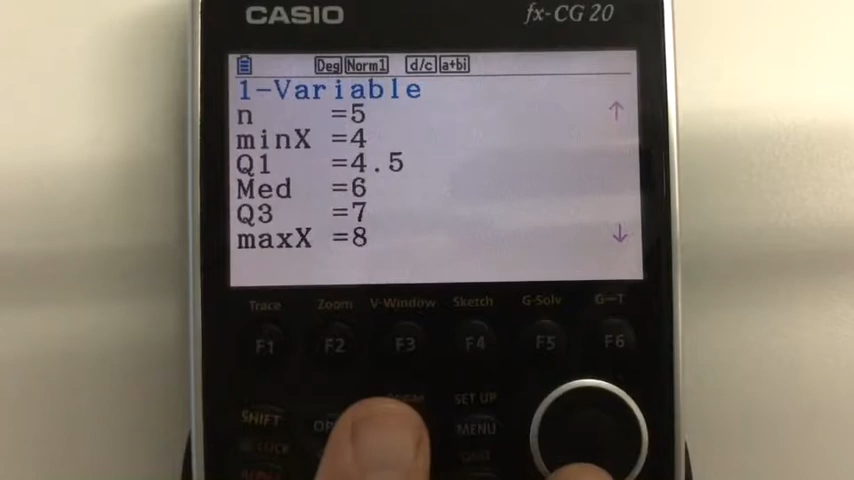 CASIO fx-CG 20
Deg Norm1 d/c a+bi
1-Variable
n =5
minX =4
Q1 =4.5
Med =6
Q3 =7
maxX =8
Trace Zoom V-Window Sketch G-Solv G↔T
F1 F2 F3 F4 F5 F6
SET UP
SHIFT MENU